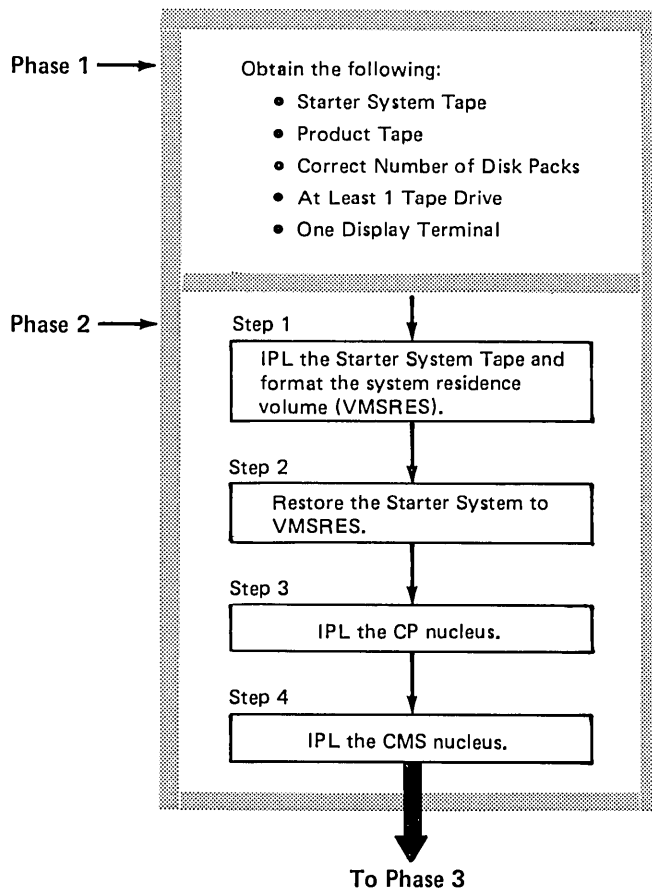 Phase 1
Obtain the following:
• Starter System Tape
• Product Tape
• Correct Number of Disk Packs
• At Least 1 Tape Drive
• One Display Terminal
Phase 2
Step 1
IPL the Starter System Tape and
format the system residence
volume (VMSRES).
Step 2
Restore the Starter System to
VMSRES.
Step 3
IPL the CP nucleus.
Step 4
IPL the CMS nucleus.
To Phase 3